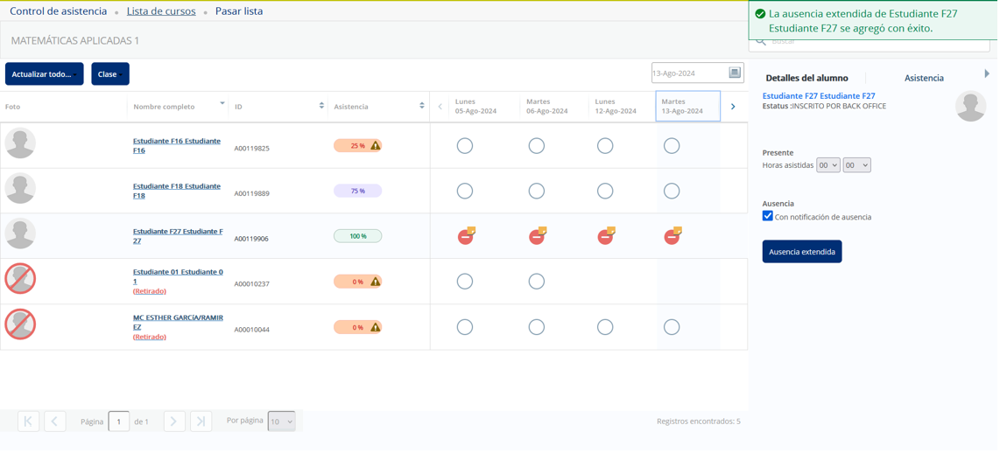 Control de asistencia • Lista de cursos • Pasar lista
La ausencia extendida de Estudiante F27
Estudiante F27 se agregó con éxito.
MATEMÁTICAS APLICADAS 1
Buscar
Actualizar todo... Clase
13-Ago-2024
Detalles del alumno Asistencia
Foto Nombre completo ID Asistencia
Lunes
05-Ago-2024
Martes
06-Ago-2024
Lunes
12-Ago-2024
Martes
13-Ago-2024
Estudiante F16 Estudiante
F16
A00119825
25 %
Estudiante F18 Estudiante
F18
A00119889
75 %
Estudiante F27 Estudiante F
27
A00119906
100 %
Estudiante 01 Estudiante 0
1
(Retirado)
A00010237
0 %
MC ESTHER GARCíA/RAMIR
EZ
(Retirado)
A00010044
0 %
Estudiante F27 Estudiante F27
Estatus :INSCRITO POR BACK OFFICE
Presente
Horas asistidas 00 00
Ausencia
Con notificación de ausencia
Ausencia extendida
Página 1 de 1 Por página 10
Registros encontrados: 5